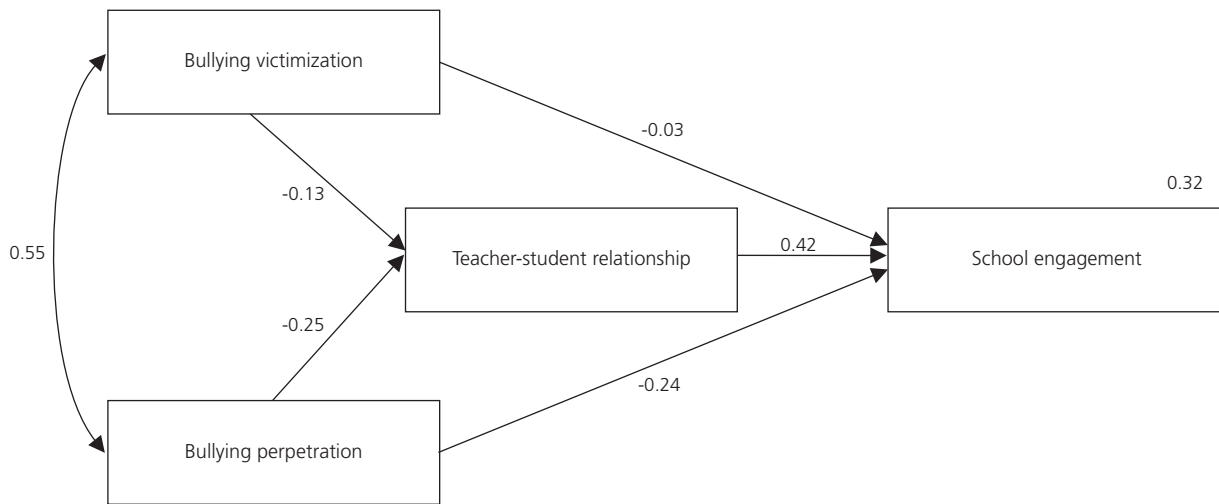 Bullying victimization
-0.03
0.32
-0.13
0.55
Teacher-student relationship
0.42
School engagement
-0.25
-0.24
Bullying perpetration